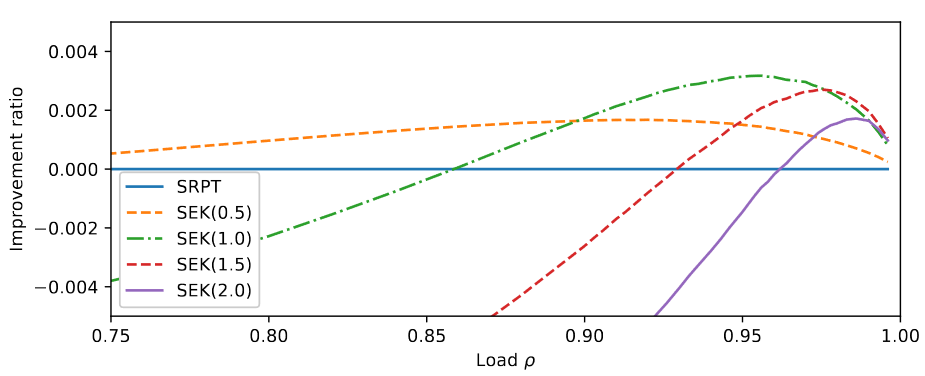 Improvement ratio
0.004
0.002
0.000
−0.002
−0.004
SRPT
SEK(0.5)
SEK(1.0)
SEK(1.5)
SEK(2.0)
0.75 0.80 0.85 0.90 0.95 1.00
Load ρ